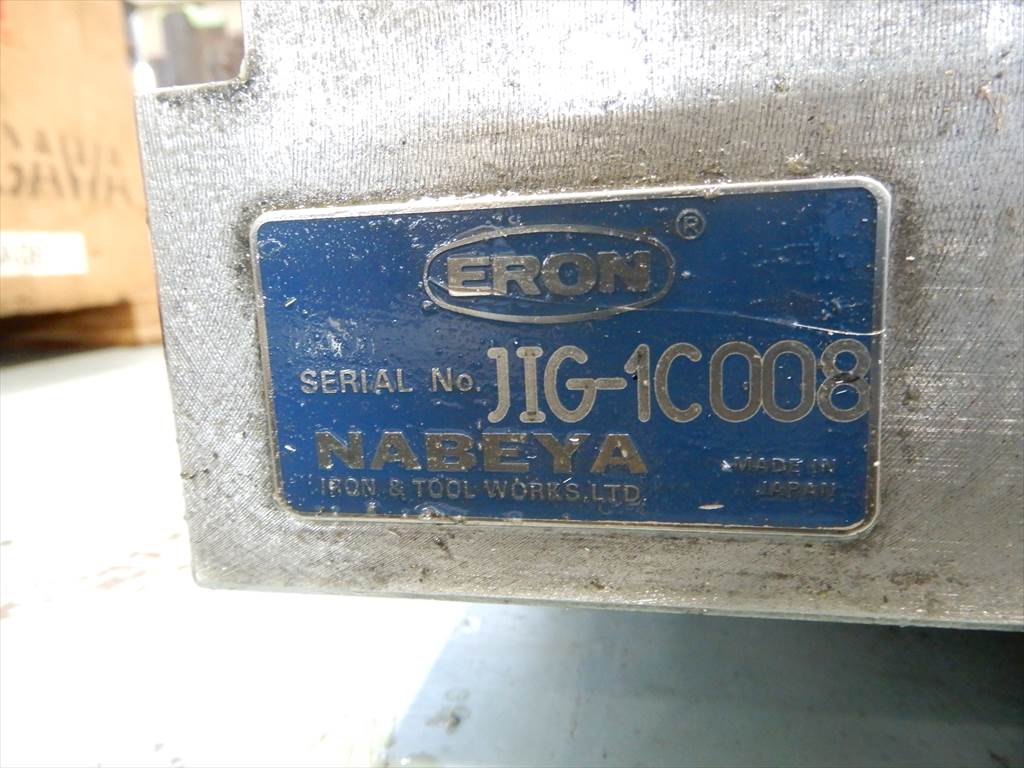 ERON ®
SERIAL No. JIG-1C008
NABEYA
IRON & TOOL WORKS, LTD.
MADE IN
JAPAN